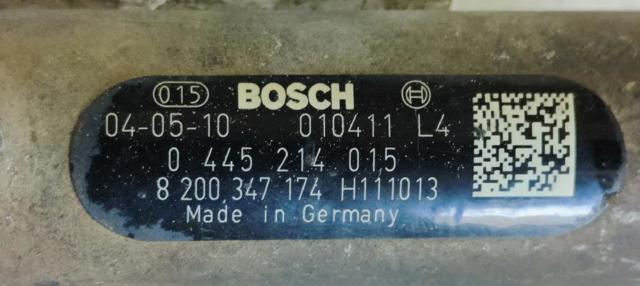 015 BOSCH
04-05-10 010411 L4
0 445 214 015
8 200 347 174 H111013
Made in Germany